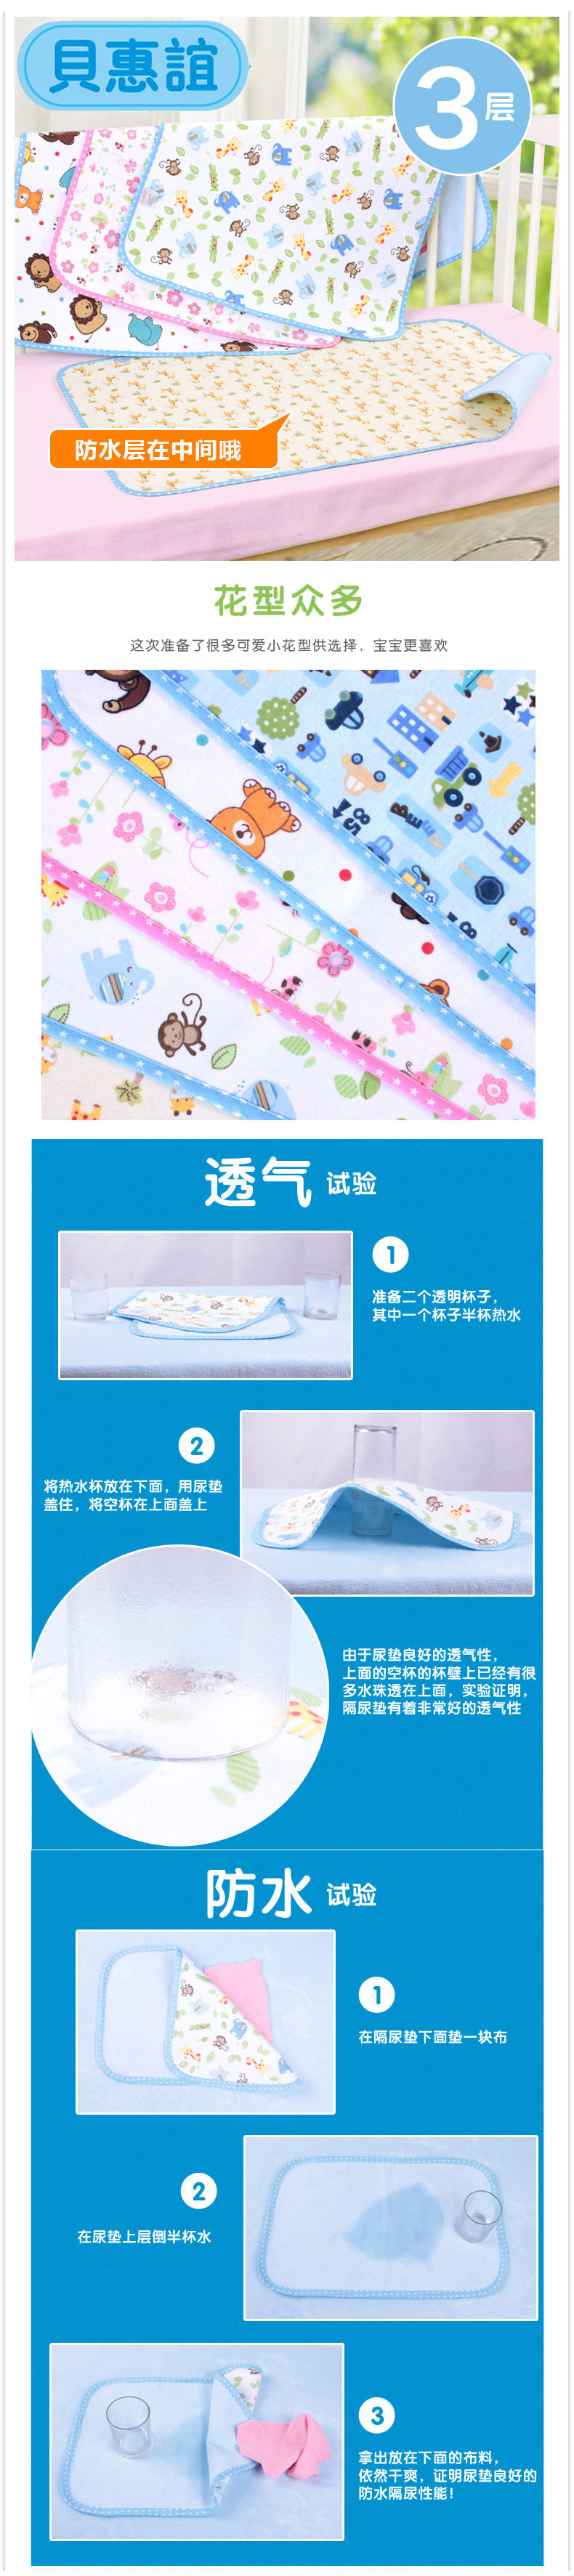 貝惠誼
3层
防水层在中间哦
花型众多
这次准备了很多可爱小花型供选择，宝宝更喜欢
透气 试验
1
准备二个透明杯子，
其中一个杯子半杯热水
2
将热水杯放在下面，用尿垫
盖住，将空杯在上面盖上
由于尿垫良好的透气性，
上面的空杯的杯壁上已经有很
多水珠透在上面，实验证明，
隔尿垫有着非常好的透气性
防水 试验
1
在隔尿垫下面垫一块布
2
在尿垫上层倒半杯水
3
拿出放在下面的布料，
依然干爽，证明尿垫良好的
防水隔尿性能！